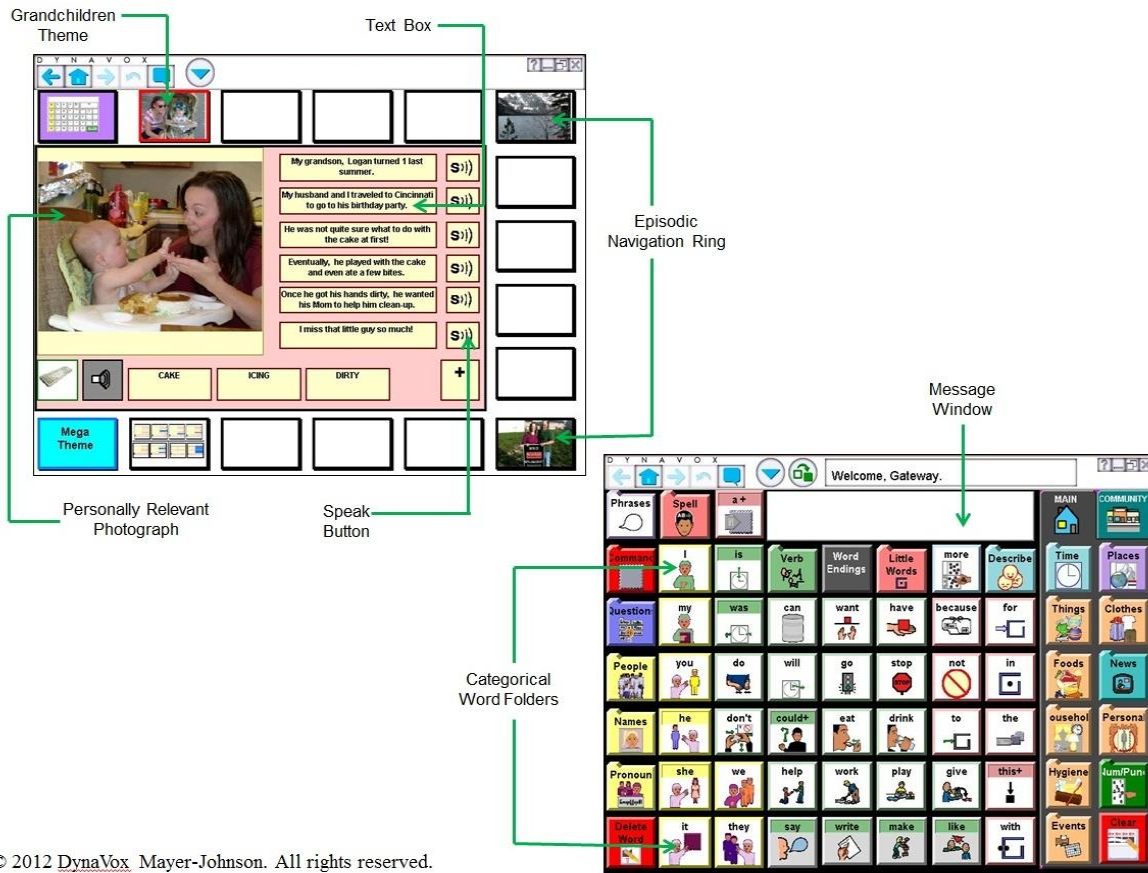 Grandchildren
Theme
Text Box
D Y N A V O X
My grandson, Logan turned 1 last
summer.
S
My husband and I traveled to Cincinnati
to go to his birthday party.
S
He was not quite sure what to do with
the cake at first!
S
Eventually, he played with the cake
and even ate a few bites.
S
Once he got his hands dirty, he wanted
his Mom to help him clean-up.
S
I miss that little guy so much!
S
CAKE
ICING
DIRTY
+
Mega
Theme
Episodic
Navigation Ring
Personally Relevant
Photograph
Speak
Button
Message
Window
Categorical
Word Folders
D Y N A V O X
Welcome, Gateway.
Phrases
Spell
a +
MAIN
COMMUNITY
Command
I
is
Verb
Word
Endings
Little
Words
more
Describe
Time
Places
Question
my
was
can
want
have
because
for
Things
Clothes
People
you
do
will
go
stop
STOP
not
in
Foods
News
Names
he
don't
could+
eat
drink
to
the
ousehol
Persona
Pronoun
she
we
help
work
play
give
this+
Hygiene
Num/Pun
Delete
Word
it
they
say
write
make
like
with
Events
Clear
© 2012 DynaVox Mayer-Johnson. All rights reserved.